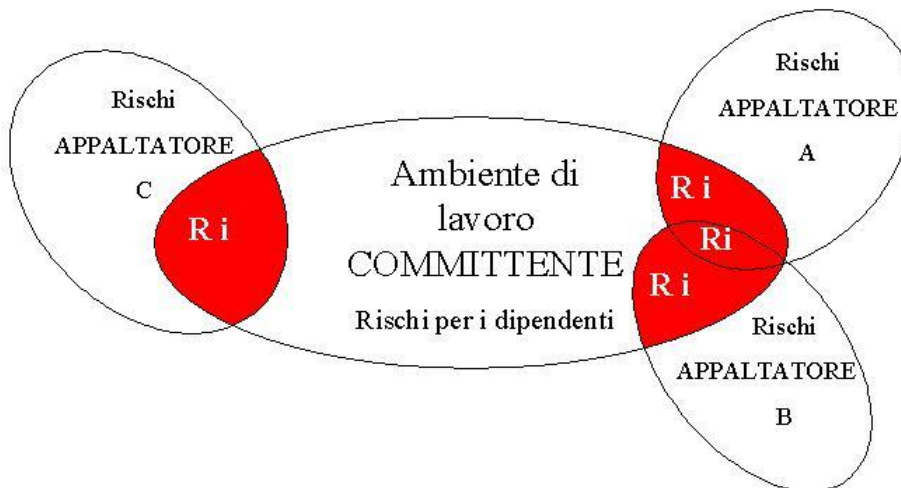 Rischi
APPALTATORE
C
R i
Ambiente di
lavoro
COMMITTENTE
Rischi per i dipendenti
Rischi
APPALTATORE
A
R i
Ri
R i
Rischi
APPALTATORE
B